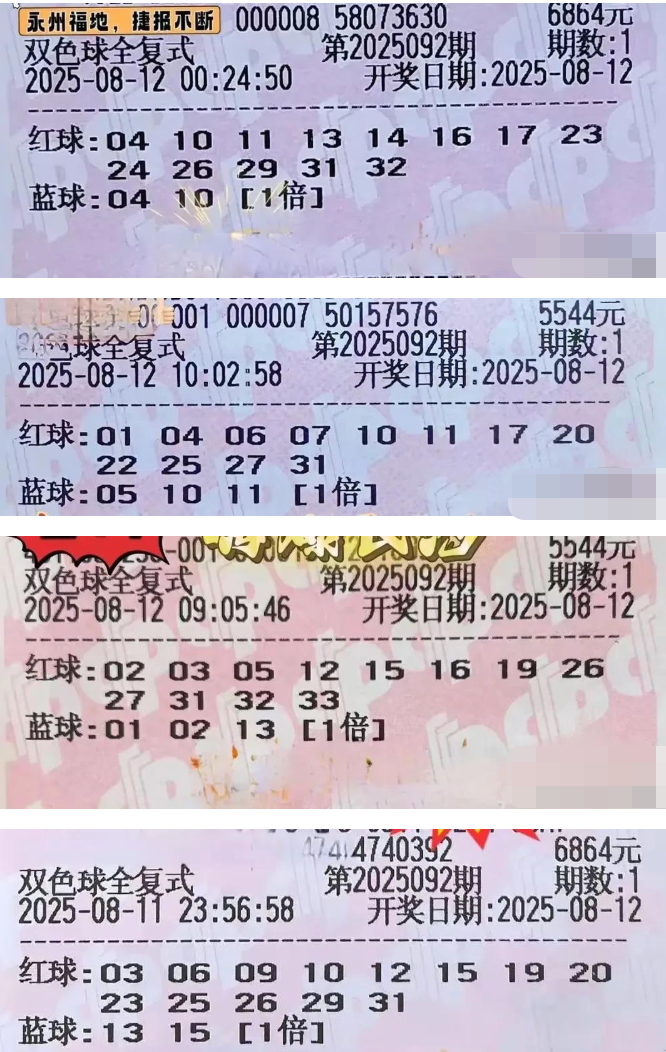 永州福地，捷报不断 000008 58073630 6864元
双色球全复式 第2025092期 期数:1
2025-08-12 00:24:50 开奖日期:2025-08-12
红球:04 10 11 13 14 16 17 23
24 26 29 31 32
蓝球:04 10 [1倍]
001 000007 50157576 5544元
色球全复式 第2025092期 期数:1
2025-08-12 10:02:58 开奖日期:2025-08-12
红球:01 04 06 07 10 11 17 20
22 25 27 31
蓝球:05 10 11 [1倍]
-001 5544元
双色球全复式 第2025092期 期数:1
2025-08-12 09:05:46 开奖日期:2025-08-12
红球:02 03 05 12 15 16 19 26
27 31 32 33
蓝球:01 02 13 [1倍]
4740392 6864元
双色球全复式 第2025092期 期数:1
2025-08-11 23:56:58 开奖日期:2025-08-12
红球:03 06 09 10 12 15 19 20
23 25 26 29 31
蓝球:13 15 [1倍]